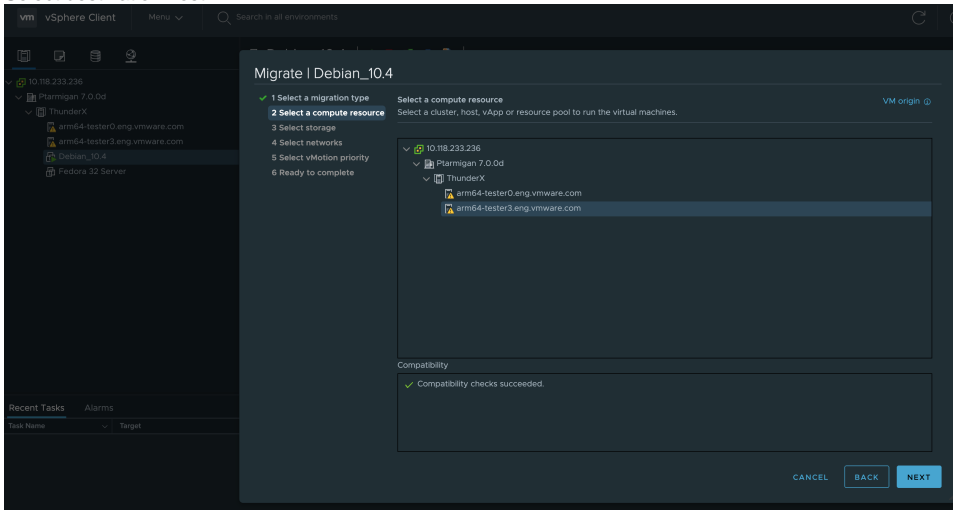 vm vSphere Client Menu Search in all environments
10.118.233.236
Ptarmigan 7.0.0d
ThunderX
arm64-tester0.eng.vmware.com
arm64-tester3.eng.vmware.com
Debian_10.4
Fedora 32 Server
Migrate | Debian_10.4
1 Select a migration type
2 Select a compute resource
3 Select storage
4 Select networks
5 Select vMotion priority
6 Ready to complete
Select a compute resource
VM origin
Select a cluster, host, vApp or resource pool to run the virtual machines.
10.118.233.236
Ptarmigan 7.0.0d
ThunderX
arm64-tester0.eng.vmware.com
arm64-tester3.eng.vmware.com
Compatibility
Compatibility checks succeeded.
Recent Tasks Alarms
Task Name Target
CANCEL BACK NEXT